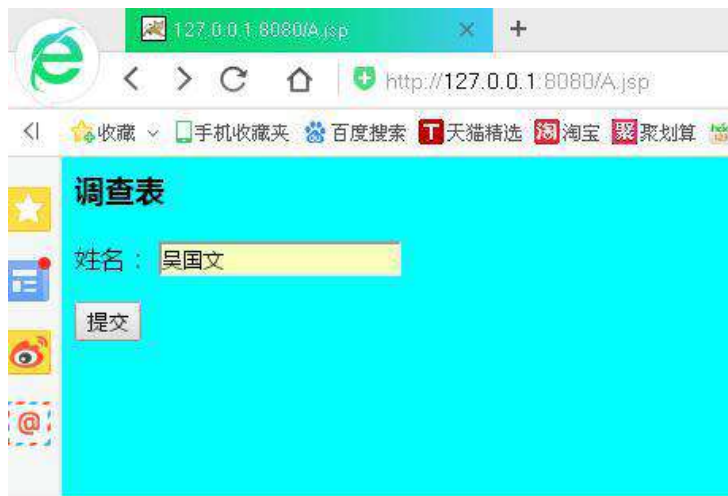 127.0.0.1:8080/A.jsp
http://127.0.0.1:8080/A.jsp
收藏 手机收藏夹 百度搜索 T 天猫精选 淘 淘宝 聚 聚划算
调查表
姓名： 吴国文
提交
@